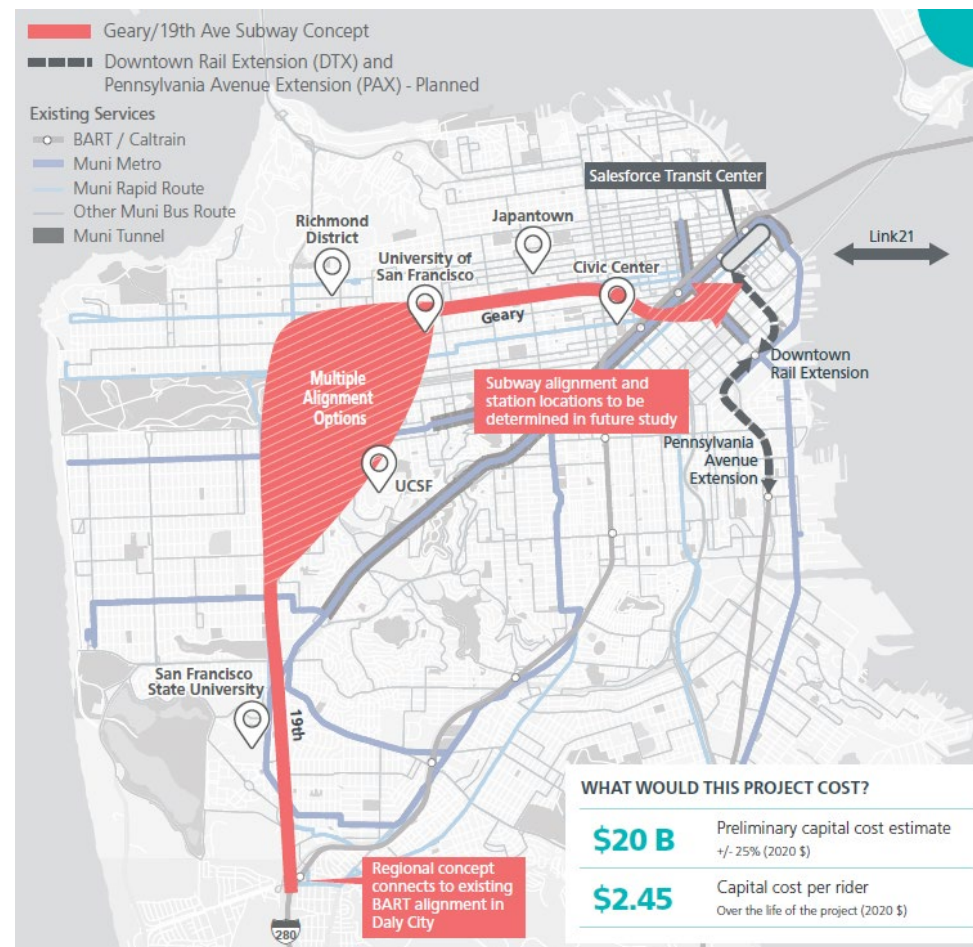 Geary/19th Ave Subway Concept
Downtown Rail Extension (DTX) and
Pennsylvania Avenue Extension (PAX) - Planned
Existing Services
BART / Caltrain
Muni Metro
Muni Rapid Route
Other Muni Bus Route
Muni Tunnel
Salesforce Transit Center
Richmond
District
Japantown
University of
San Francisco
Civic Center
Link21
Geary
Multiple
Alignment
Options
Subway alignment and
station locations to be
determined in future study
Downtown
Rail Extension
Pennsylvania
Avenue
Extension
UCSF
San Francisco
State University
19th
WHAT WOULD THIS PROJECT COST?
$20 B
Preliminary capital cost estimate
+/- 25% (2020 $)
$2.45
Capital cost per rider
Over the life of the project (2020 $)
Regional concept
connects to existing
BART alignment in
Daly City
280